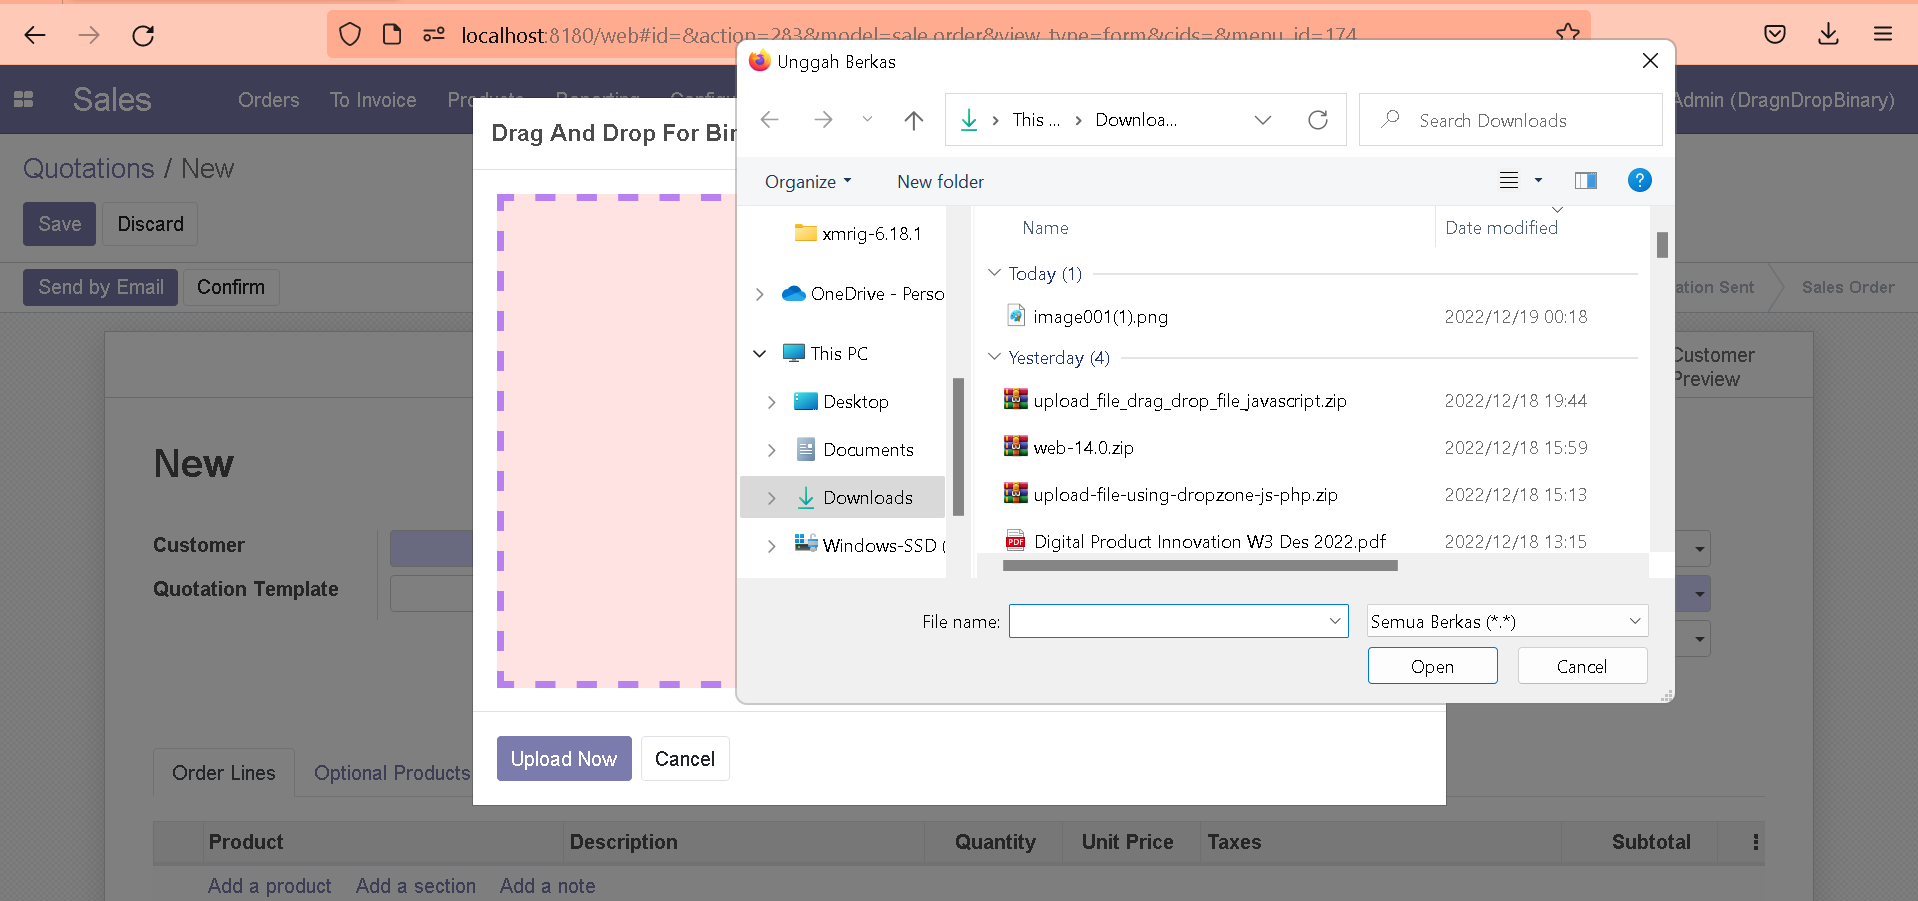 localhost:8180/web#id=&action=283&model=sale.order&view_type=form&cids=&menu_id=174
Unggah Berkas
Sales
Orders
To Invoice
Products
Reporting
Admin (DragnDropBinary)
This ...
Downloa...
Search Downloads
Drag And Drop For Bin
Quotations / New
Organize
New folder
Save
Discard
Name
Date modified
xmrig-6.18.1
Today (1)
Send by Email
Confirm
OneDrive - Perso
ation Sent
Sales Order
image001(1).png
2022/12/19 00:18
This PC
Yesterday (4)
Customer
Preview
Desktop
upload_file_drag_drop_file_javascript.zip
2022/12/18 19:44
Documents
web-14.0.zip
2022/12/18 15:59
New
Downloads
upload-file-using-dropzone-js-php.zip
2022/12/18 15:13
Customer
Windows-SSD (
Digital Product Innovation W3 Des 2022.pdf
2022/12/18 13:15
Quotation Template
File name:
Semua Berkas (*.*)
Open
Cancel
Upload Now
Cancel
Order Lines
Optional Products
Product
Description
Quantity
Unit Price
Taxes
Subtotal
Add a product
Add a section
Add a note